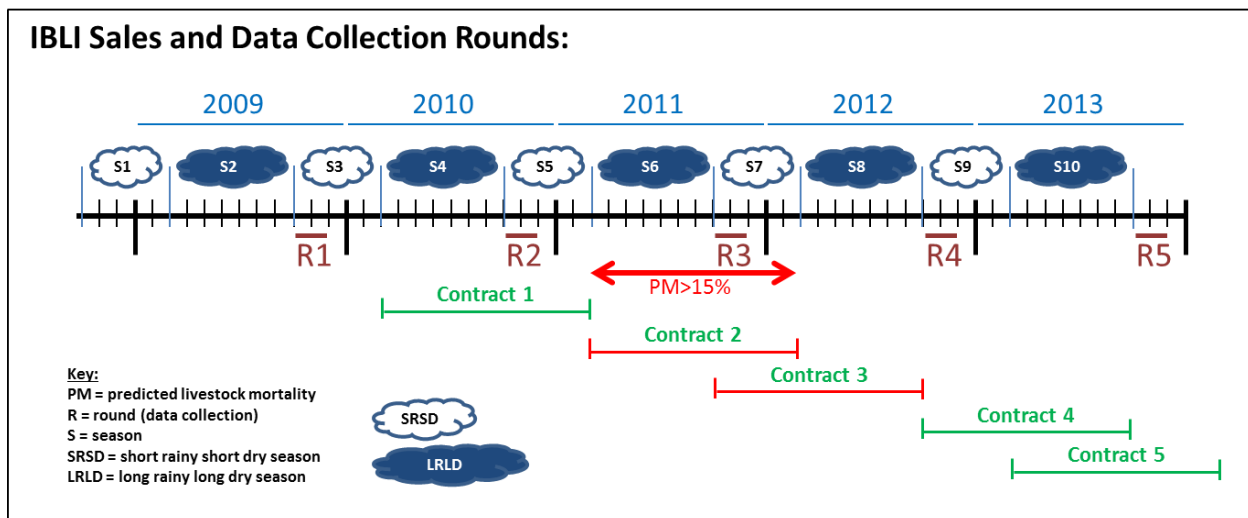 IBLI Sales and Data Collection Rounds:
2009 2010 2011 2012 2013
S1 S2 S3 S4 S5 S6 S7 S8 S9 S10
R1 R2 R3 R4 R5
PM>15%
Contract 1
Contract 2
Contract 3
Contract 4
Contract 5
Key:
PM = predicted livestock mortality
R = round (data collection)
S = season
SRSD = short rainy short dry season
LRLD = long rainy long dry season
SRSD
LRLD